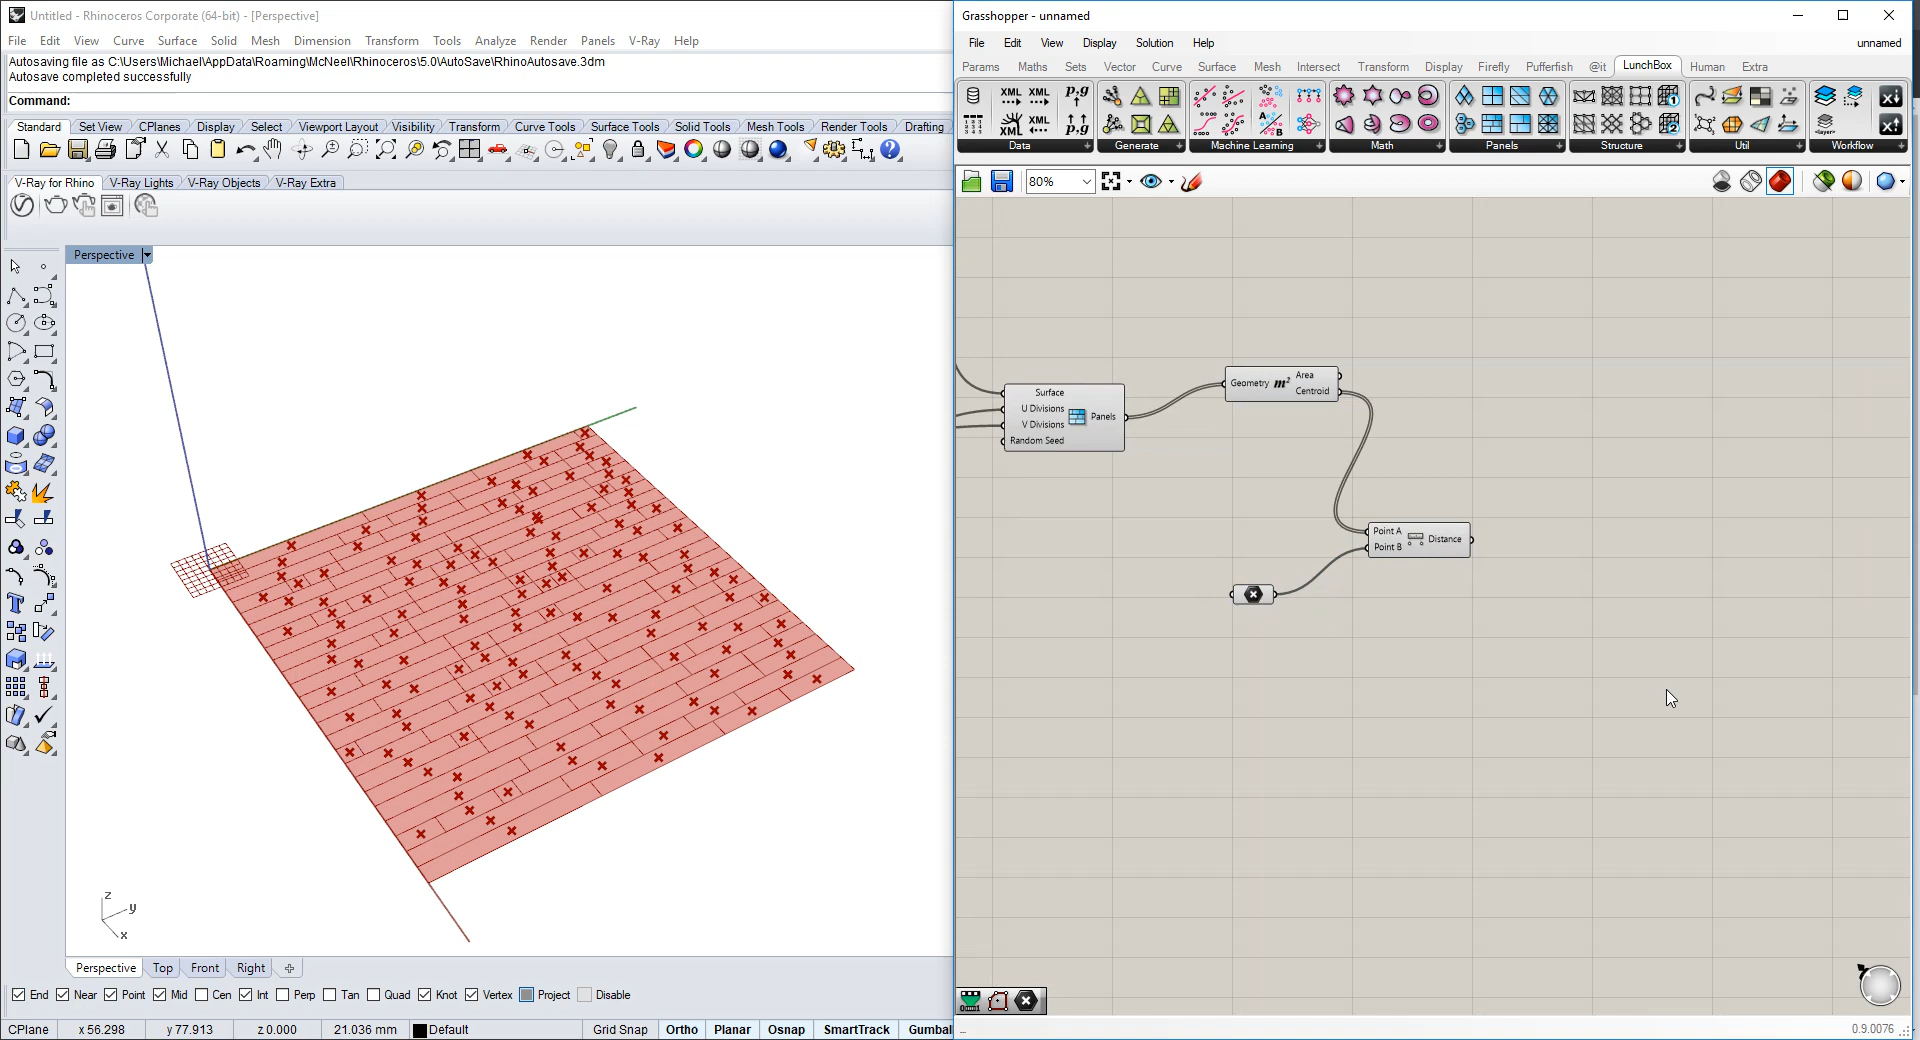 Untitled - Rhinoceros Corporate (64-bit) - [Perspective]
File Edit View Curve Surface Solid Mesh Dimension Transform Tools Analyze Render Panels V-Ray Help
Autosaving file as C:\Users\Michael\AppData\Roaming\McNeel\Rhinoceros\5.0\AutoSave\RhinoAutosave.3dm
Autosave completed successfully
Command:
Standard Set View CPlanes Display Select Viewport Layout Visibility Transform Curve Tools Surface Tools Solid Tools Mesh Tools Render Tools Drafting
V-Ray for Rhino V-Ray Lights V-Ray Objects V-Ray Extra
Perspective
z
y
x
Perspective Top Front Right
End Near Point Mid Cen Int Perp Tan Quad Knot Vertex Project Disable
CPlane x 56.298 y 77.913 z 0.000 21.036 mm Default Grid Snap Ortho Planar Osnap SmartTrack Gumbal
Grasshopper - unnamed
File Edit View Display Solution Help unnamed
Params Maths Sets Vector Curve Surface Mesh Intersect Transform Display Firefly Pufferfish @it LunchBox Human Extra
XML XML p,g
XML XML p,g
Data Generate Machine Learning Math Panels Structure Util Workflow
80%
Surface
U Divisions
V Divisions
Random Seed
Panels
Geometry m²
Area
Centroid
Point A
Point B
Distance
0.9.0076